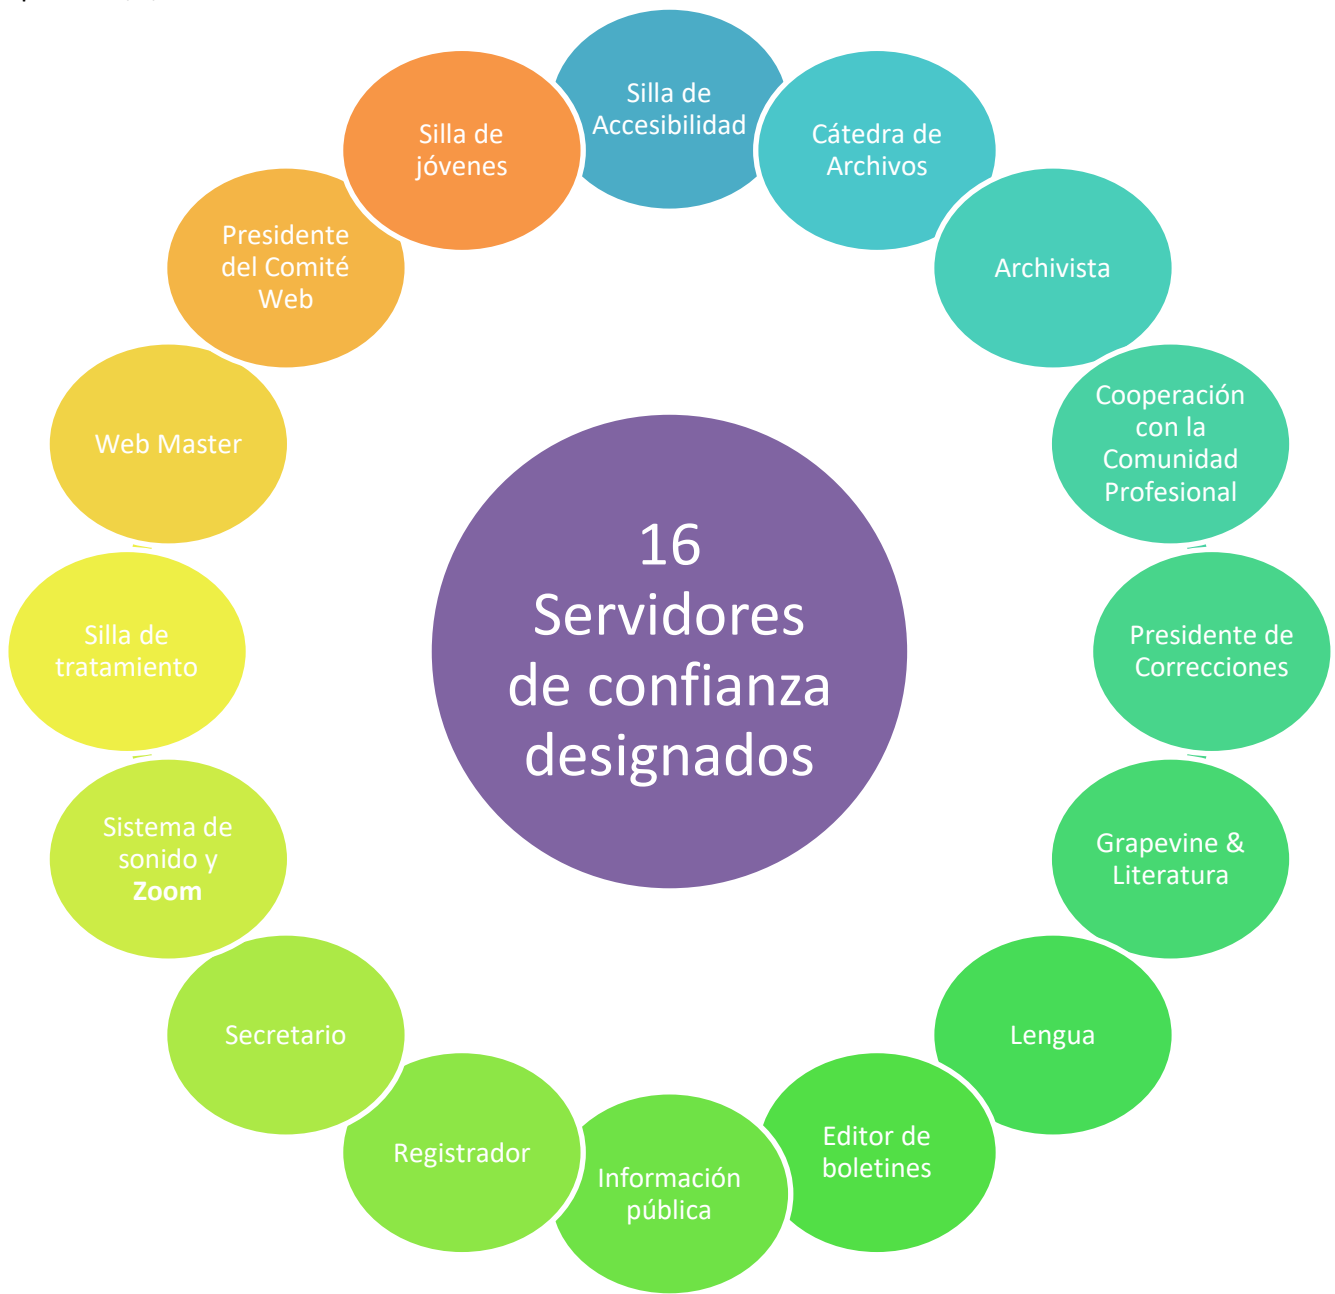 Silla de
Accesibilidad
Cátedra de
Archivos
Archivista
Cooperación
con la
Comunidad
Profesional
Presidente de
Correcciones
Grapevine &
Literatura
Lengua
Editor de
boletines
Información
pública
Registrador
Secretario
Sistema de
sonido y
Zoom
Silla de
tratamiento
Web Master
Presidente
del Comité
Web
Silla de
jóvenes
16
Servidores
de confianza
designados